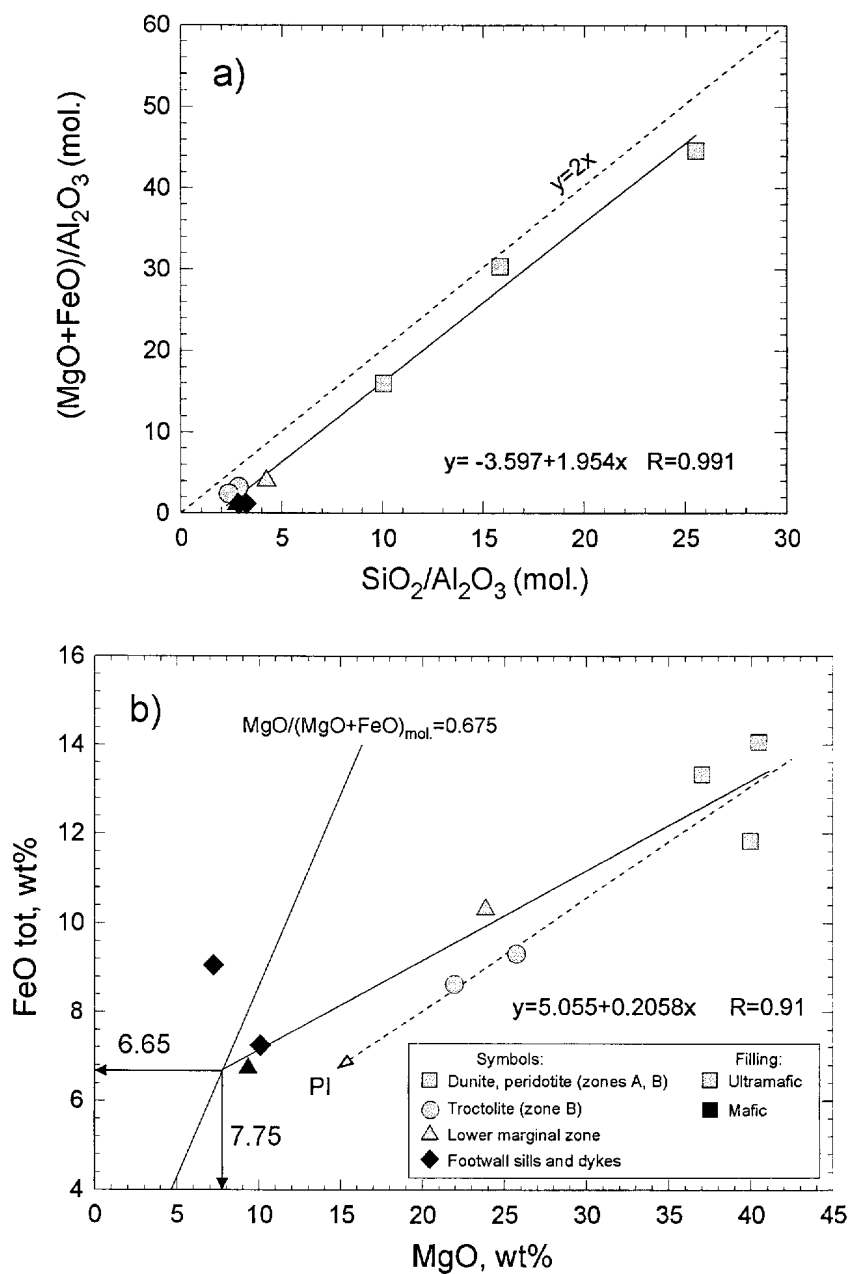 a)
60
50
40
30
20
10
0
(MgO+FeO)/Al₂O₃ (mol.)
y=2x
y= -3.597+1.954x R=0.991
0 5 10 15 20 25 30
SiO₂/Al₂O₃ (mol.)
b)
16
14
12
10
8
6
4
FeO tot, wt%
MgO/(MgO+FeO)mol.=0.675
6.65
7.75
Pl
y=5.055+0.2058x R=0.91
Symbols: Filling:
Dunite, peridotite (zones A, B) Ultramafic
Troctolite (zone B) Mafic
Lower marginal zone
Footwall sills and dykes
0 5 10 15 20 25 30 35 40 45
MgO, wt%